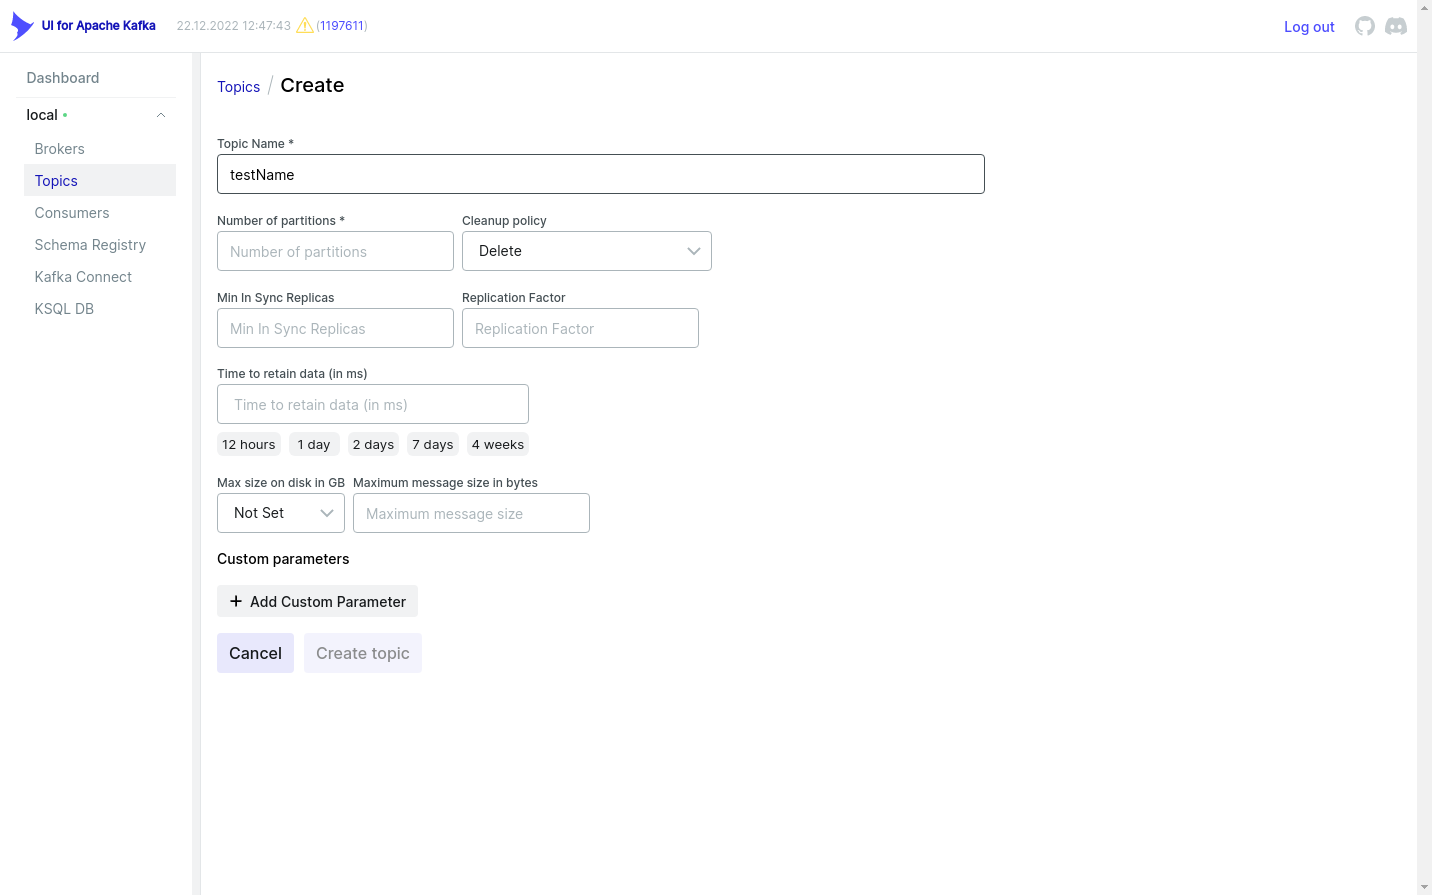 UI for Apache Kafka 22.12.2022 12:47:43 (1197611) Log out
Dashboard
local
Brokers
Topics
Consumers
Schema Registry
Kafka Connect
KSQL DB
Topics / Create
Topic Name *
testName
Number of partitions * Cleanup policy
Number of partitions Delete
Min In Sync Replicas Replication Factor
Min In Sync Replicas Replication Factor
Time to retain data (in ms)
Time to retain data (in ms)
12 hours 1 day 2 days 7 days 4 weeks
Max size on disk in GB Maximum message size in bytes
Not Set Maximum message size
Custom parameters
+ Add Custom Parameter
Cancel Create topic